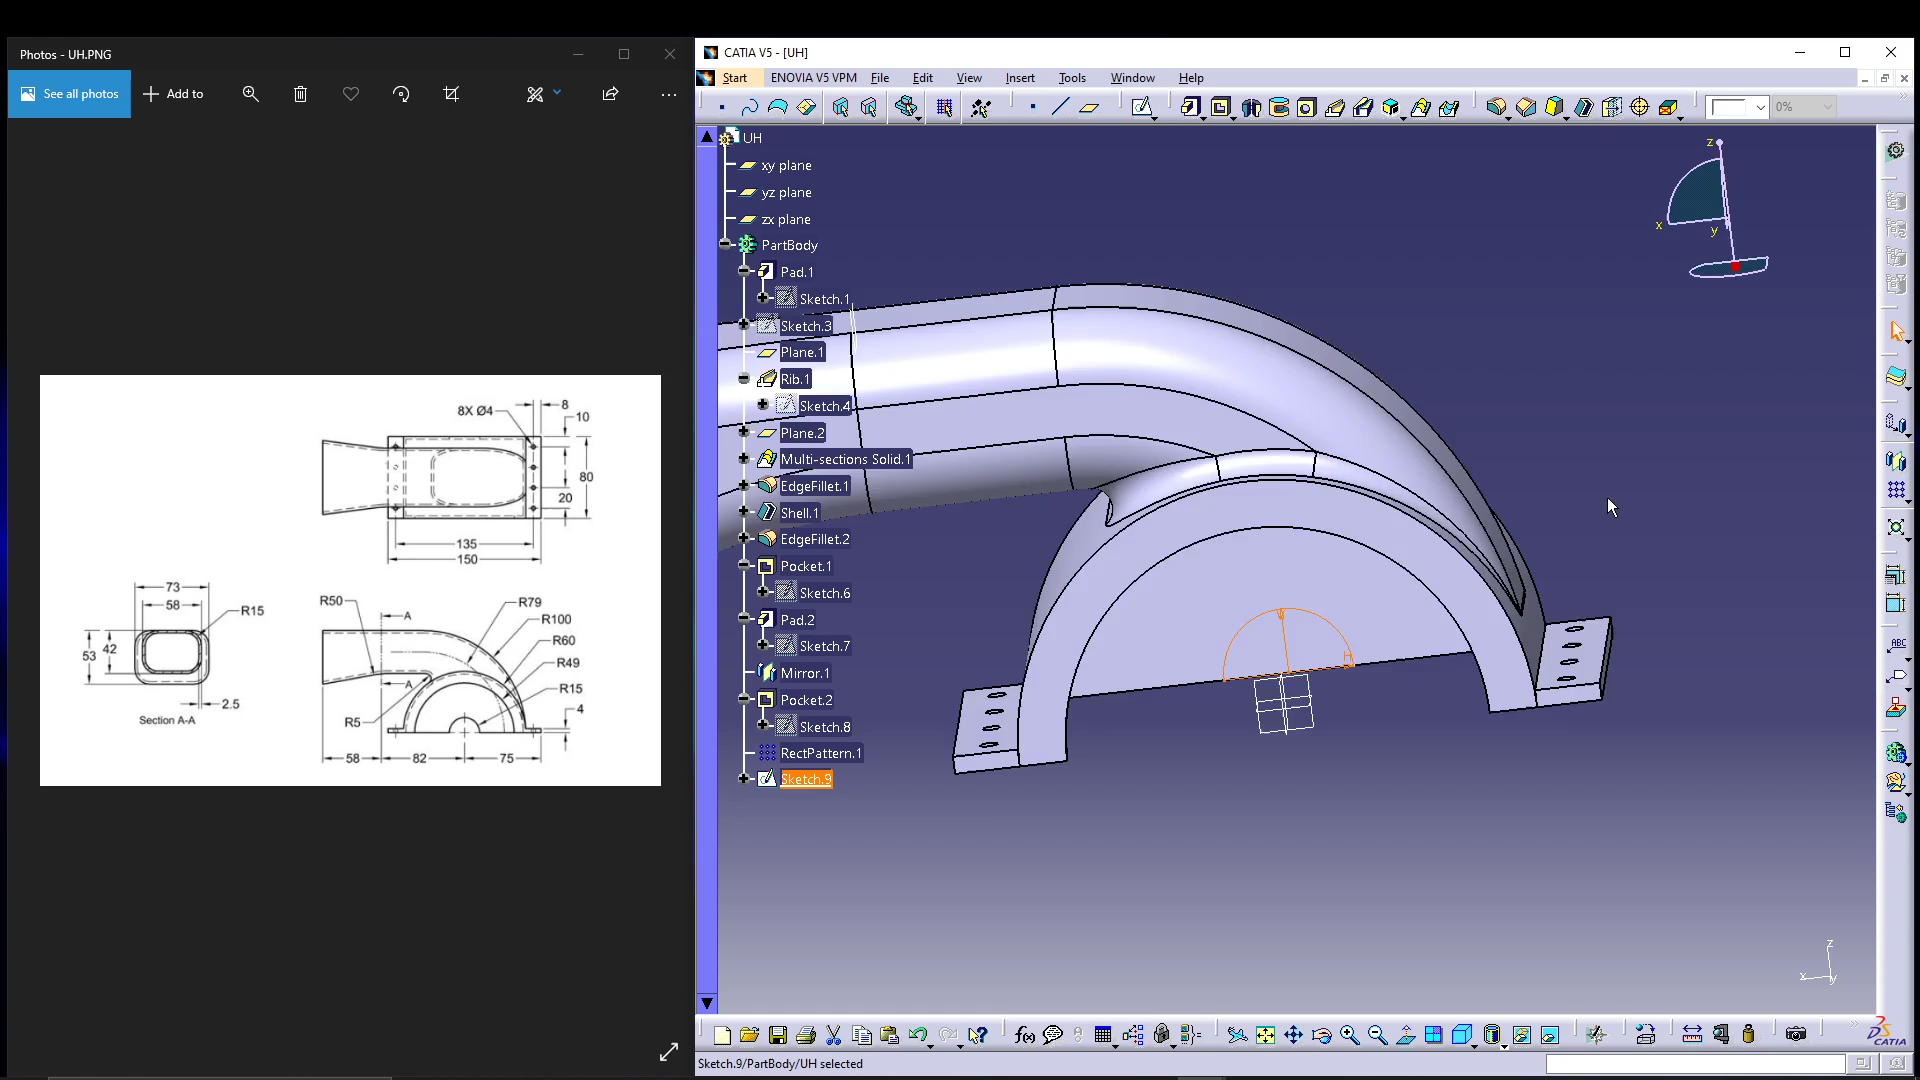 Photos - UH.PNG
See all photos
Add to
8X Ø4
8
10
80
20
135
150
73
58
R15
53
42
2.5
Section A-A
R50
A
R79
R100
R60
R49
R15
4
A
R5
58
82
75
CATIA V5 - [UH]
Start
ENOVIA V5 VPM
File
Edit
View
Insert
Tools
Window
Help
0%
UH
xy plane
yz plane
zx plane
PartBody
Pad.1
Sketch.1
Sketch.3
Plane.1
Rib.1
Sketch.4
Plane.2
Multi-sections Solid.1
EdgeFillet.1
Shell.1
EdgeFillet.2
Pocket.1
Sketch.6
Pad.2
Sketch.7
Mirror.1
Pocket.2
Sketch.8
RectPattern.1
Sketch.9
z
x
y
V
H
z
x
y
ABC
f(x)
CATIA
Sketch.9/PartBody/UH selected